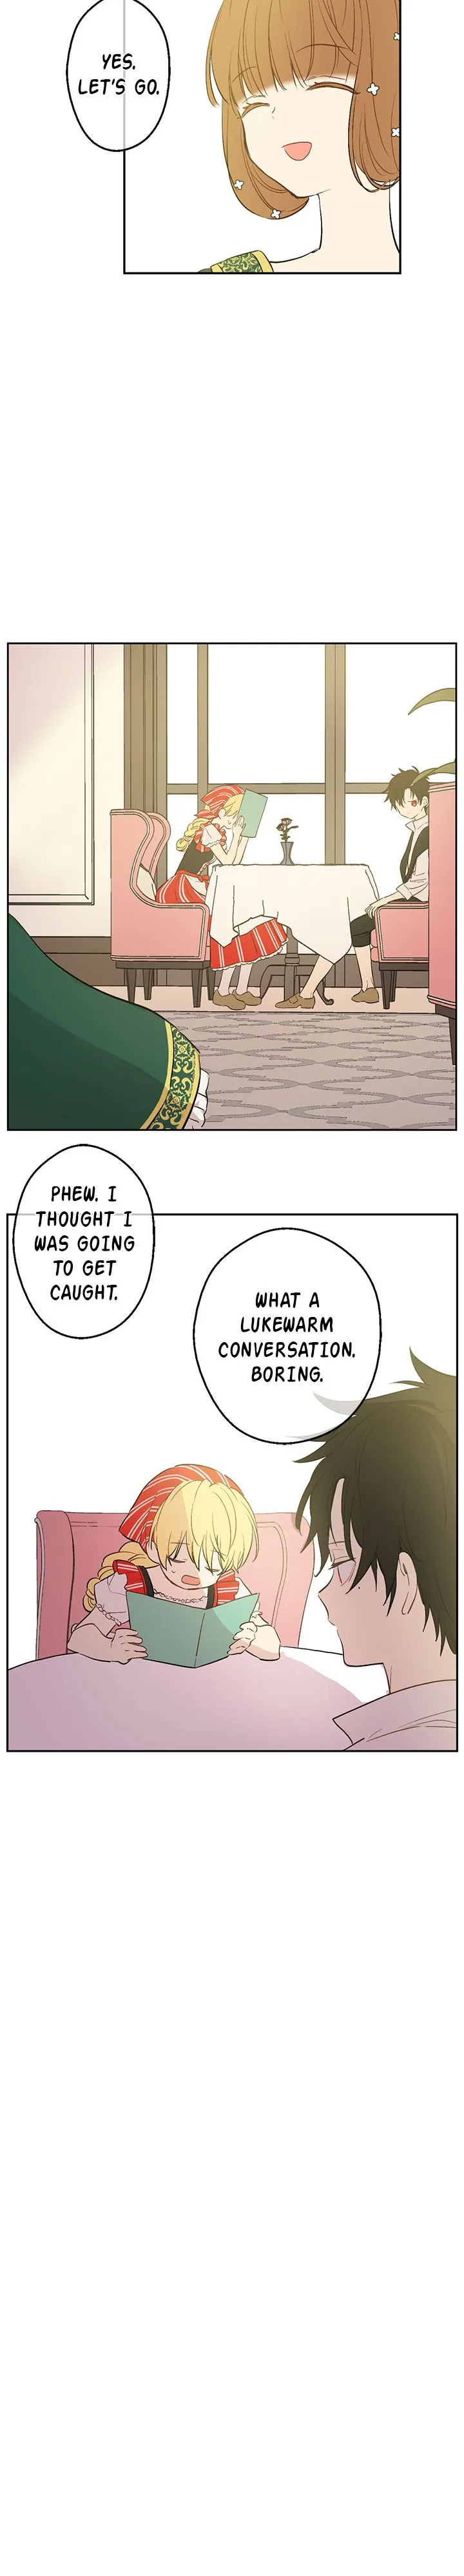 YES.
LET'S GO.
PHEW. I
THOUGHT I
WAS GOING
TO GET
CAUGHT.
WHAT A
LUKEWARM
CONVERSATION.
BORING.